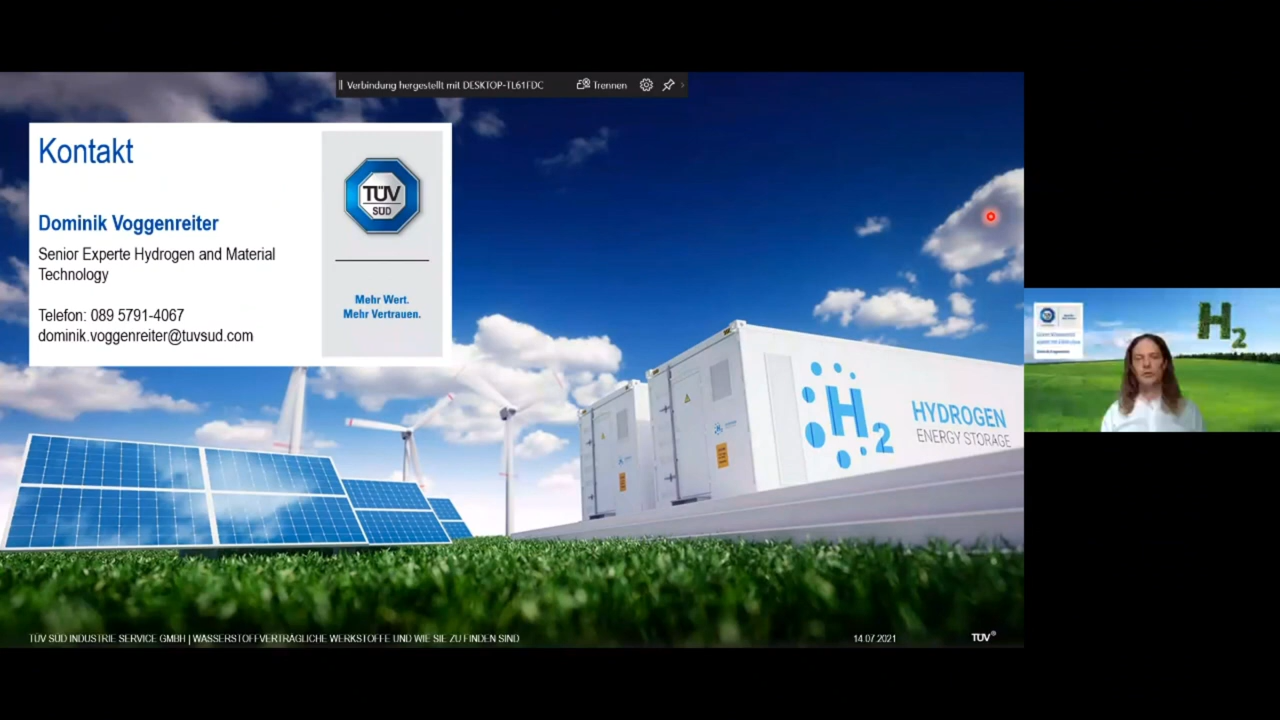 Verbindung hergestellt mit DESKTOP-TL61FDC
Trennen
Kontakt
Dominik Voggenreiter
Senior Experte Hydrogen and Material
Technology
Telefon: 089 5791-4067
dominik.voggenreiter@tuvsud.com
TÜV
SÜD
Mehr Wert.
Mehr Vertrauen.
H2
HYDROGEN
ENERGY STORAGE
H2
TÜV SÜD INDUSTRIE SERVICE GMBH | WASSERSTOFFVERTRÄGLICHE WERKSTOFFE UND WIE SIE ZU FINDEN SIND
14.07.2021
TÜV®